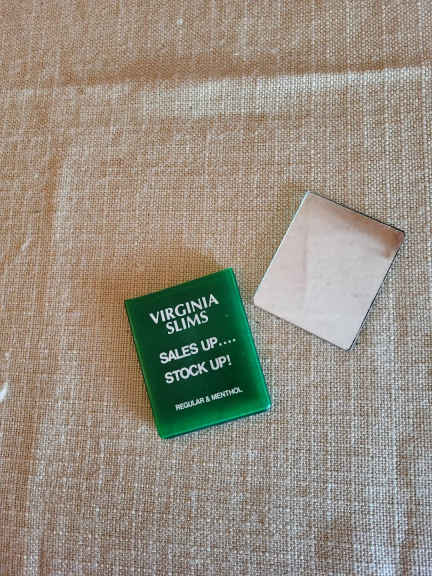 VIRGINIA
SLIMS
SALES UP....
STOCK UP!
REGULAR & MENTHOL